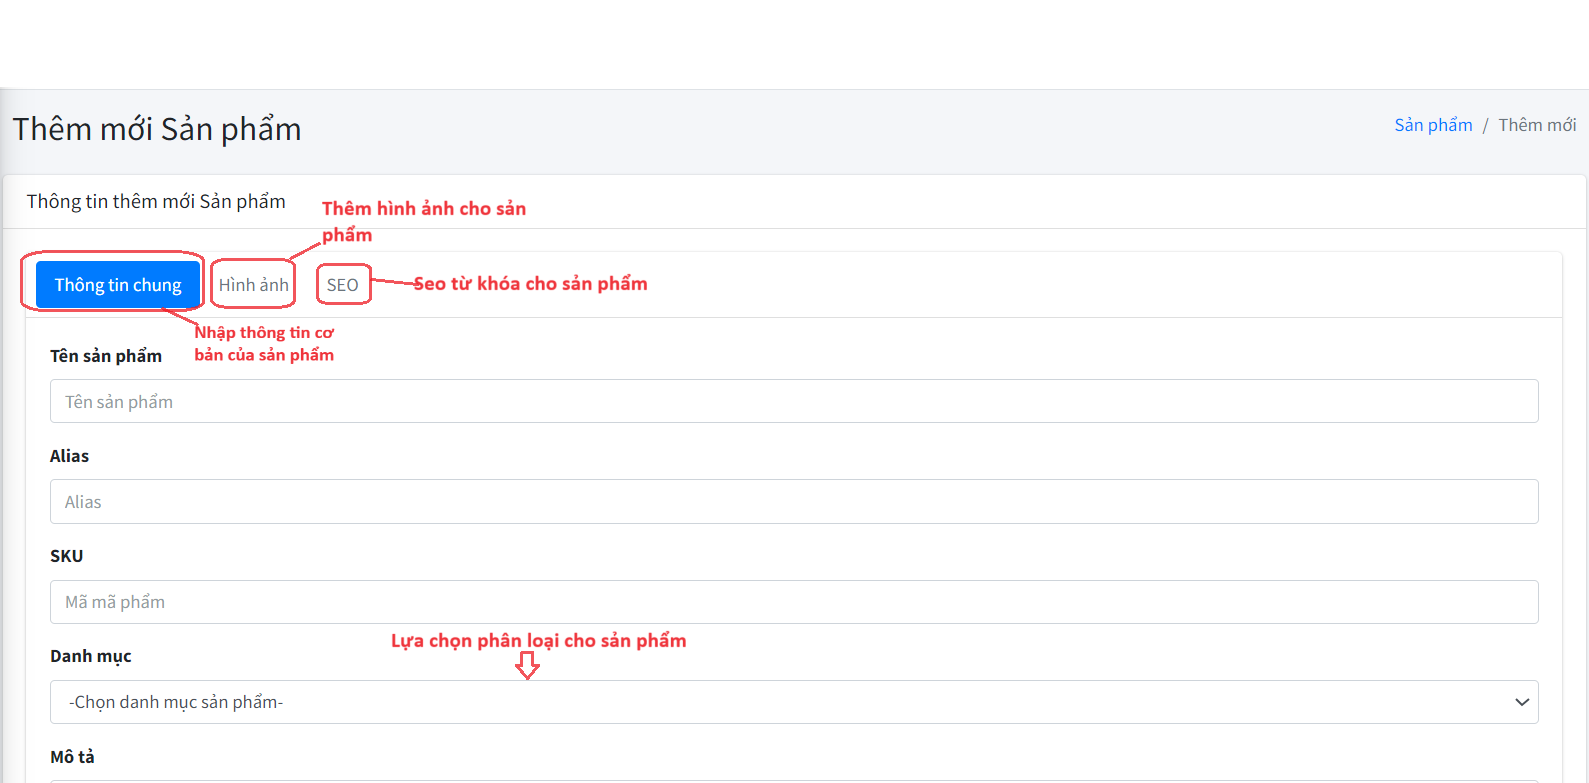 Thêm mới Sản phẩm
Sản phẩm / Thêm mới
Thông tin thêm mới Sản phẩm
Thêm hình ảnh cho sản
phẩm
Thông tin chung
Hình ảnh
SEO
Seo từ khóa cho sản phẩm
Nhập thông tin cơ
bản của sản phẩm
Tên sản phẩm
Tên sản phẩm
Alias
Alias
SKU
Mã mã phẩm
Lựa chọn phân loại cho sản phẩm
Danh mục
-Chọn danh mục sản phẩm-
Mô tả